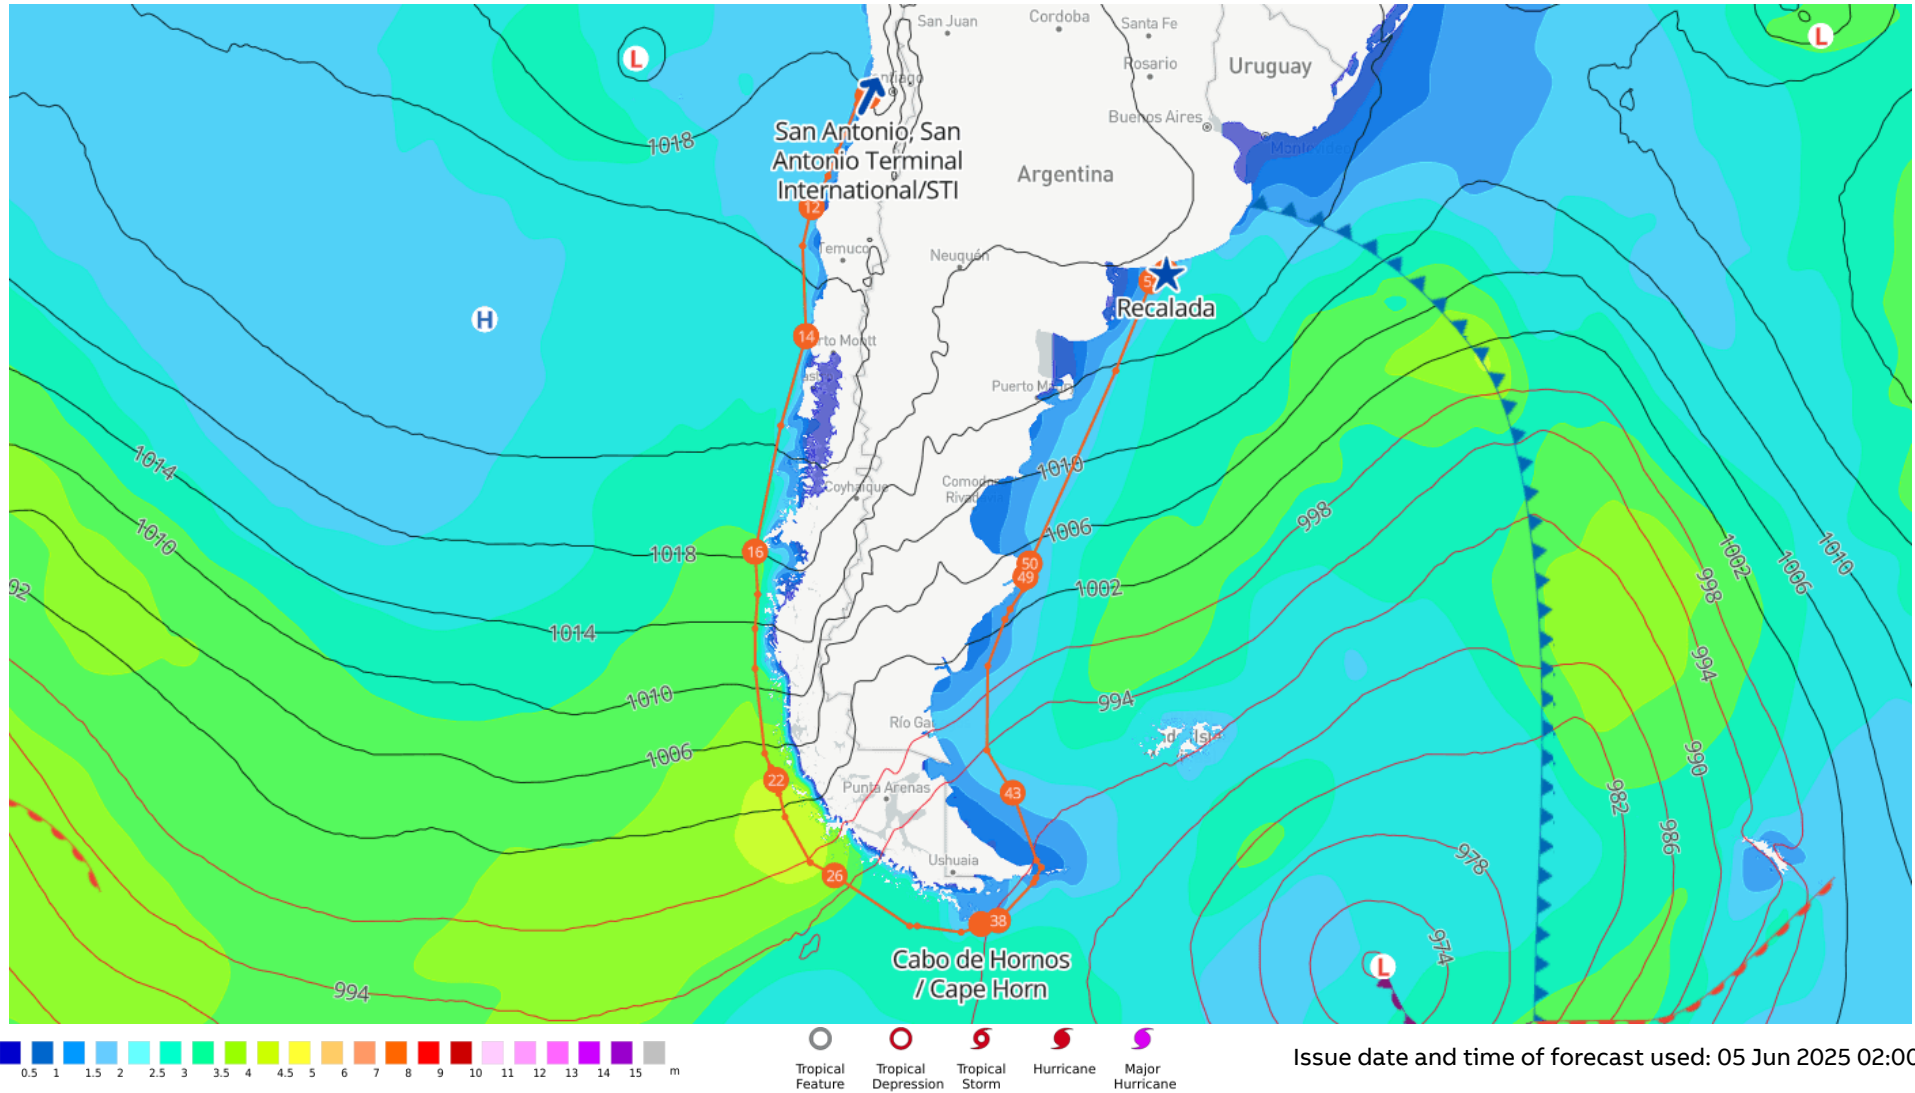 San Juan
Cordoba
Santa Fe
L
L
Rosario
Uruguay
ntiago
Buenos Aires
1018
San Antonio, San
Antonio Terminal
International/STI
Argentina
12
Temuco
Neuquén
H
Recalada
14
rto Montt
1014
1010
Coyhaique
1010
998
1006
16
1018
50
49
1002
1002
1006
1010
998
1014
994
1010
994
Río Ga
1006
990
22
Punta Arenas
43
982
986
978
Ushuaia
26
38
974
Cabo de Hornos
/ Cape Horn
L
994
0.5 1 1.5 2 2.5 3 3.5 4 4.5 5 6 7 8 9 10 11 12 13 14 15 m
Tropical
Feature
Tropical
Depression
Tropical
Storm
Hurricane
Major
Hurricane
Issue date and time of forecast used: 05 Jun 2025 02:00